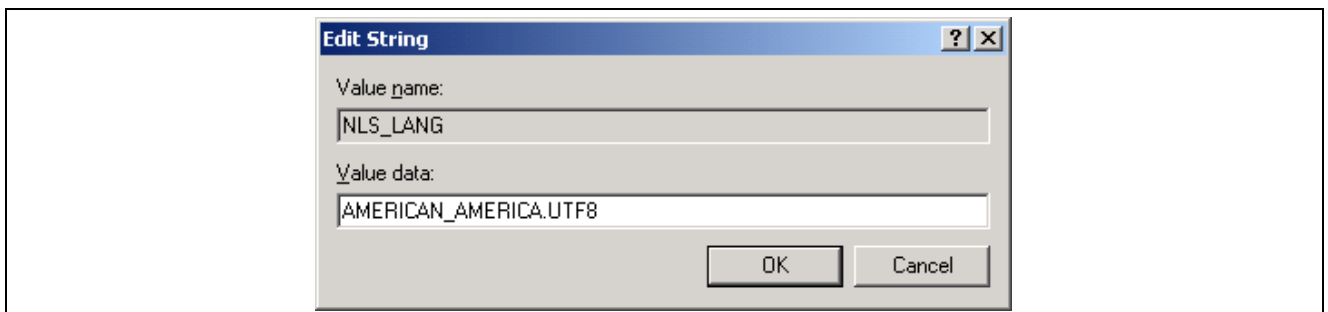 Edit String
Value name:
NLS_LANG
Value data:
AMERICAN_AMERICA.UTF8
OK Cancel